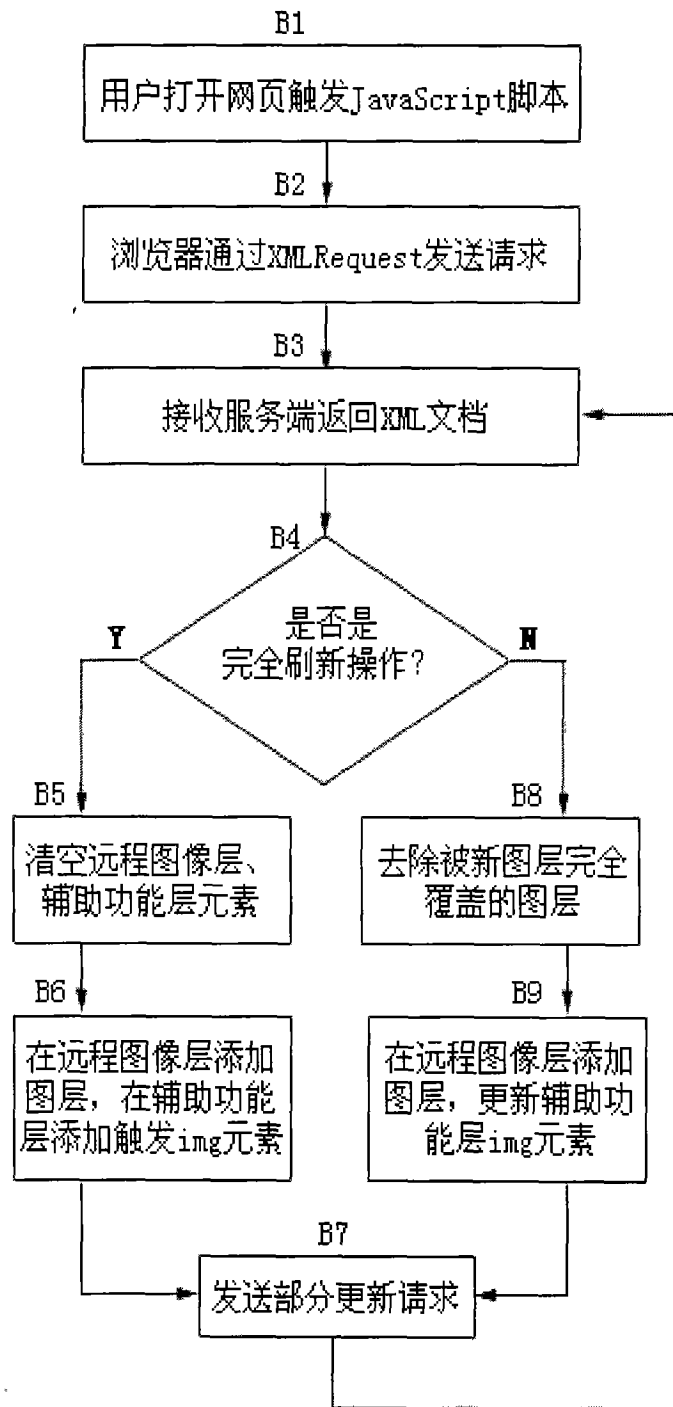 B1
用户打开网页触发JavaScript脚本
B2
浏览器通过XMLRequest发送请求
B3
接收服务端返回XML文档
B4
是否是
完全刷新操作?
Y
N
B5
清空远程图像层、
辅助功能层元素
B8
去除被新图层完全
覆盖的图层
B6
在远程图像层添加
图层，在辅助功能
层添加触发img元素
B9
在远程图像层添加
图层，更新辅助功
能层img元素
B7
发送部分更新请求